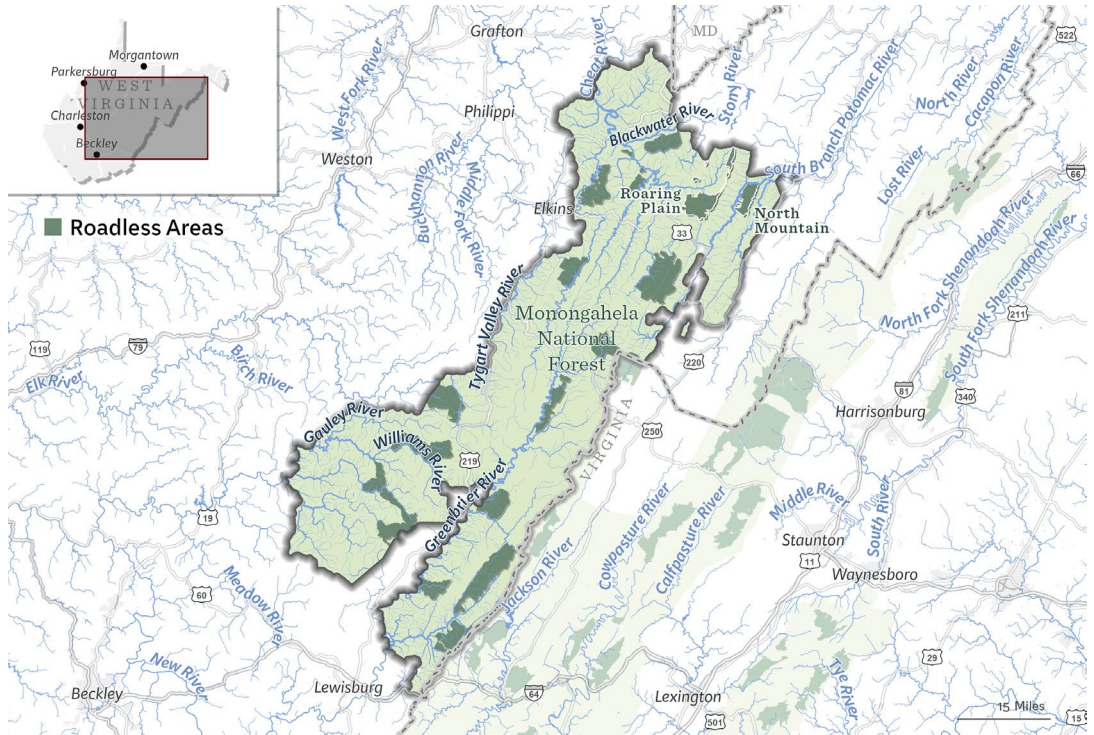 Morgantown
Parkersburg
WEST
VIRGINIA
Charleston
Beckley
Roadless Areas
Grafton
MD
522
Cheat River
West Fork River
Stony River
South Branch Potomac River
North River
Cacapon River
Philippi
Blackwater River
Weston
Buckhannon River
Middle Fork River
Lost River
66
Elkins
Roaring
Plain
North
Mountain
33
North Fork Shenandoah River
South Fork Shenandoah River
211
Tygart Valley River
Monongahela
National
Forest
119
79
Birch River
Elk River
220
81
340
Harrisonburg
VIRGINIA
250
Gauley River
Williams River
219
Greenbrier River
19
Middle River
South River
Cowpasture River
Calfpasture River
Jackson River
Staunton
11
Waynesboro
60
Meadow River
New River
Beckley
Lewisburg
64
Lexington
29
Tye River
501
15 Miles
15